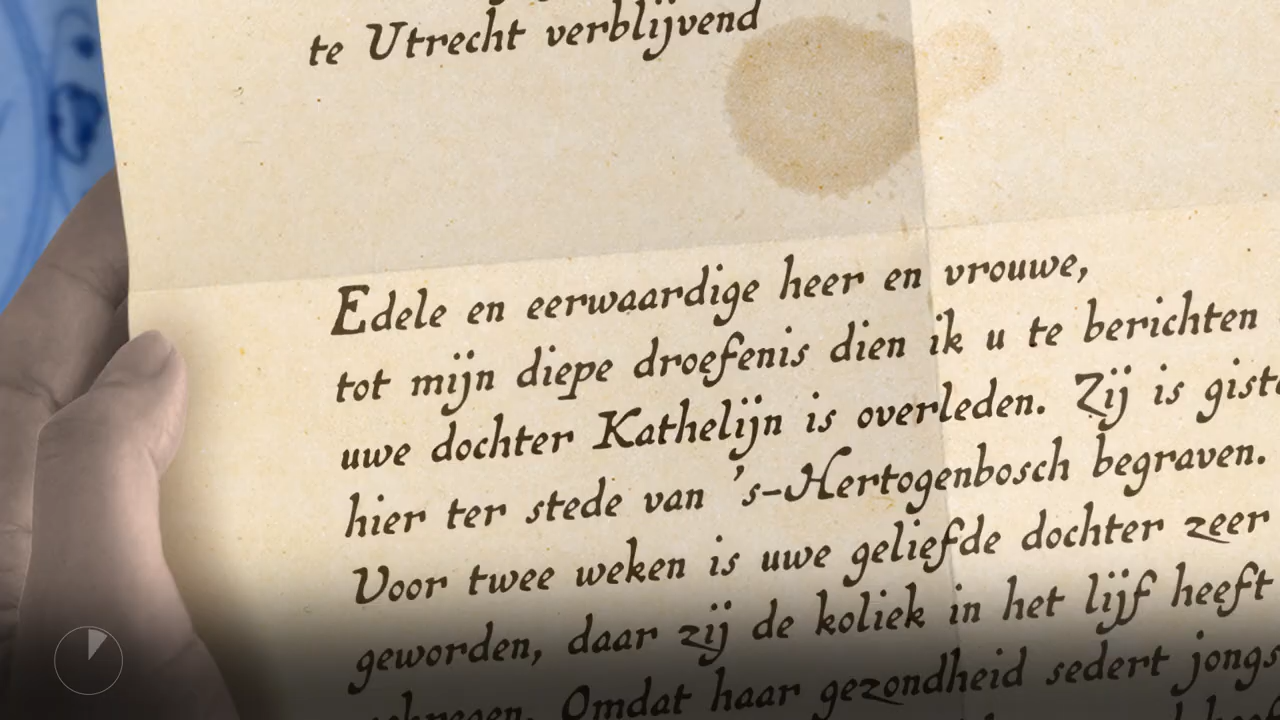 te Utrecht verblijvend
Edele en eerwaardige heer en vrouwe,
tot mijn diepe droefenis dien ik u te berichten
uwe dochter Kathelijn is overleden. Zij is
hier ter stede van 's-Hertogenbosch begraven.
Voor twee weken is uwe geliefde dochter zeer
geworden, daar zij de koliek in het lijf heeft
Omdat haar gezondheid sedert